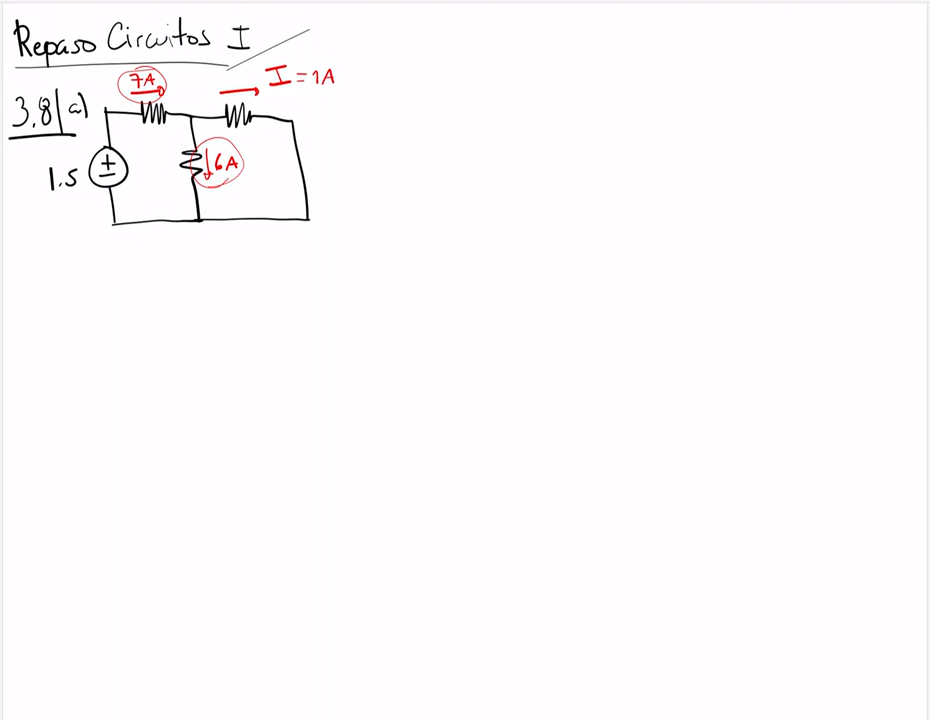 Repaso Circuitos I
7A
I = 1A
3.8 a)
6A
1.5
+
-